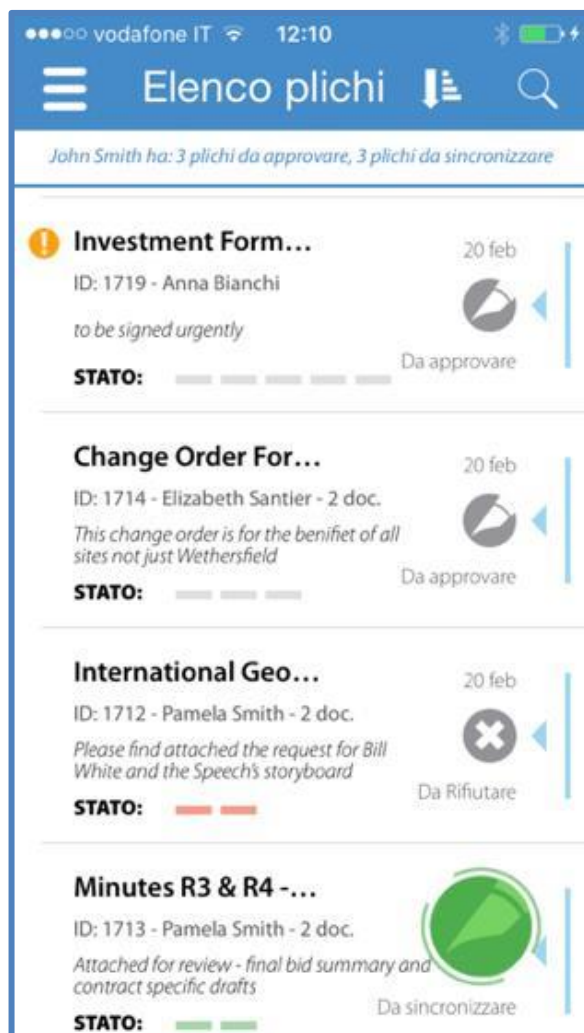 vodafone IT 12:10
Elenco plichi
John Smith ha: 3 plichi da approvare, 3 plichi da sincronizzare
Investment Form...
20 feb
ID: 1719 - Anna Bianchi
to be signed urgently
Da approvare
STATO:
Change Order For...
20 feb
ID: 1714 - Elizabeth Santier - 2 doc.
This change order is for the benifiet of all
sites not just Wethersfield
Da approvare
STATO:
International Geo...
20 feb
ID: 1712 - Pamela Smith - 2 doc.
Please find attached the request for Bill
White and the Speech's storyboard
Da Rifiutare
STATO:
Minutes R3 & R4 -...
ID: 1713 - Pamela Smith - 2 doc.
Attached for review - final bid summary and
contract specific drafts
Da sincronizzare
STATO: